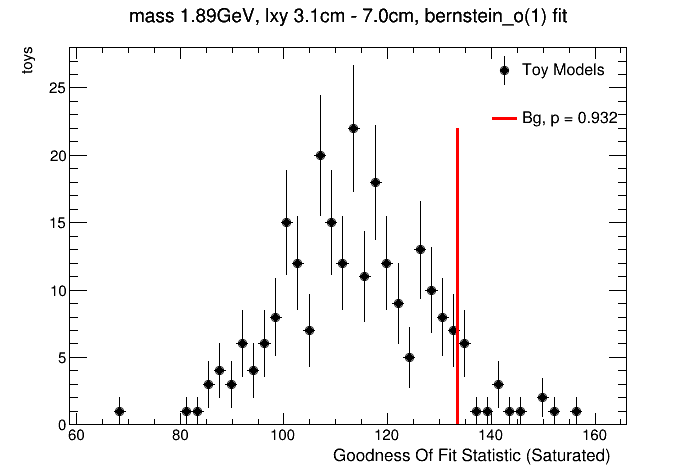 mass 1.89GeV, lxy 3.1cm - 7.0cm, bernstein_o(1) fit
toys
Toy Models
Bg, p = 0.932
25
20
15
10
5
0
60 80 100 120 140 160
Goodness Of Fit Statistic (Saturated)